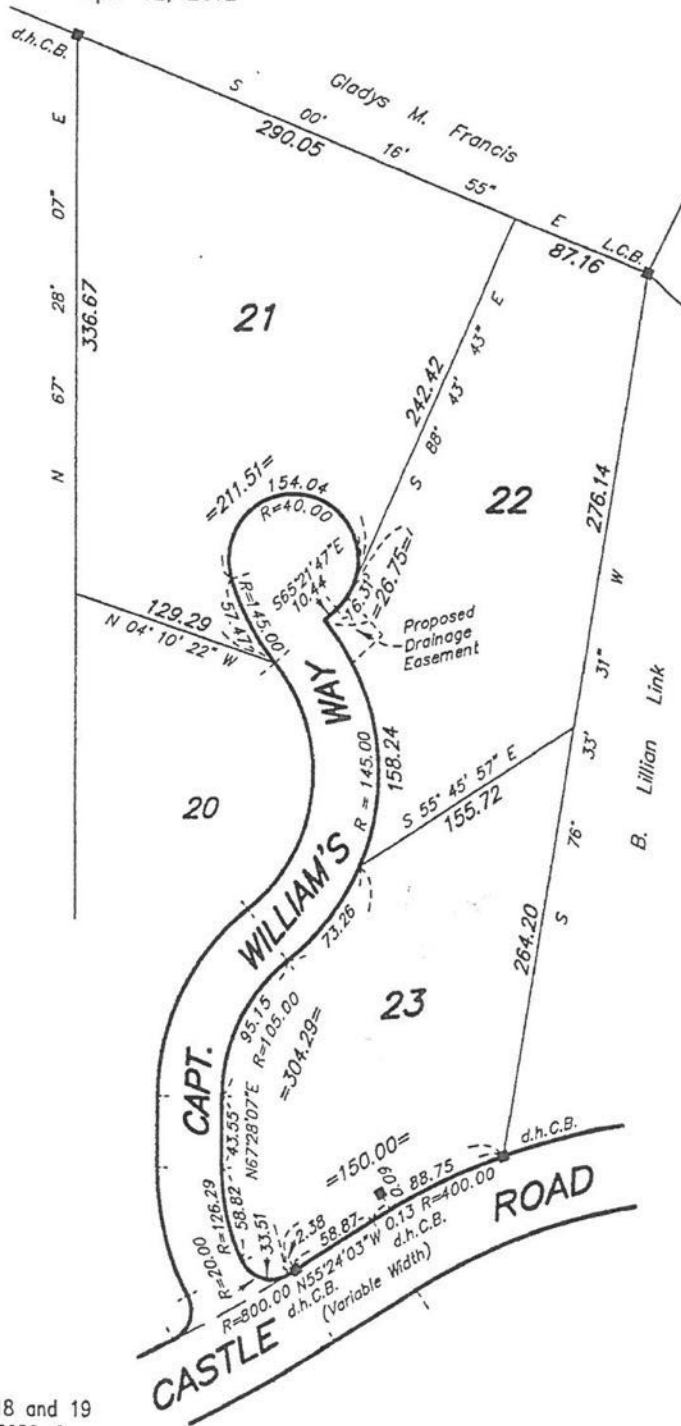 d.h.C.B.
Gladys M. Francis
S 00° 16' 55" E
290.05
87.16
L.C.B.
N 67° 28' 07" E
336.67
21
242.42
S 88° 43' 43" E
22
276.14
=211.51=
154.04
R=40.00
S65°21'47"E
10.44
16.31
=26.75=
Proposed
Drainage
Easement
R=145.00
57.47
129.29
N 04° 10' 22" W
S 76° 33' 31" W
B. Lillian Link
20
WAY
R = 145.00
158.24
S 55° 45' 57" E
155.72
WILLIAM'S
73.26
264.20
23
95.15
R=105.00
=304.29=
CAPT.
N67°28'07"E
43.55
58.82
R=126.29
33.51
R=20.00
=150.00=
2.38
58.87
0.09
88.75
d.h.C.B.
0.13 R=400.00
R=800.00 N55°24'03"W
d.h.C.B.
d.h.C.B.
(Variable Width)
CASTLE ROAD
18 and 19